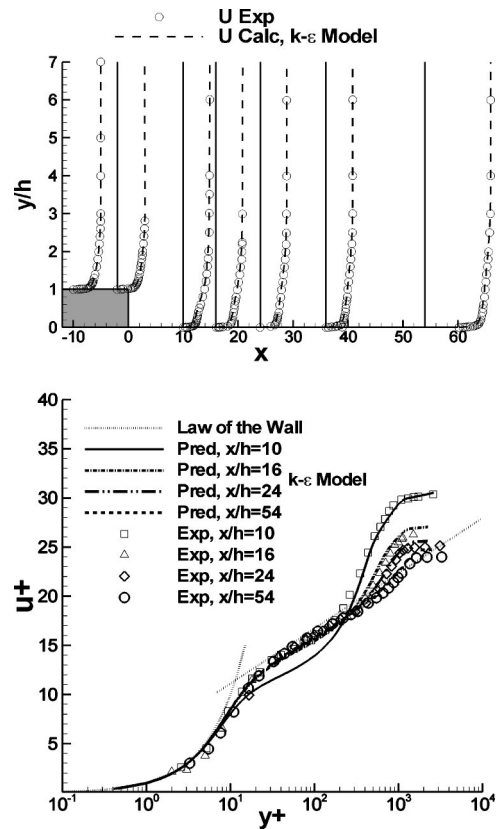 U Exp
U Calc, k-ε Model
7
6
5
4
3
2
1
0
y/h
-10 0 10 20 30 40 50 60
x
40
35
30
25
20
15
10
5
u+
Law of the Wall
Pred, x/h=10
Pred, x/h=16
Pred, x/h=24
Pred, x/h=54
k-ε Model
Exp, x/h=10
Exp, x/h=16
Exp, x/h=24
Exp, x/h=54
10-1 100 101 102 103 104
y+